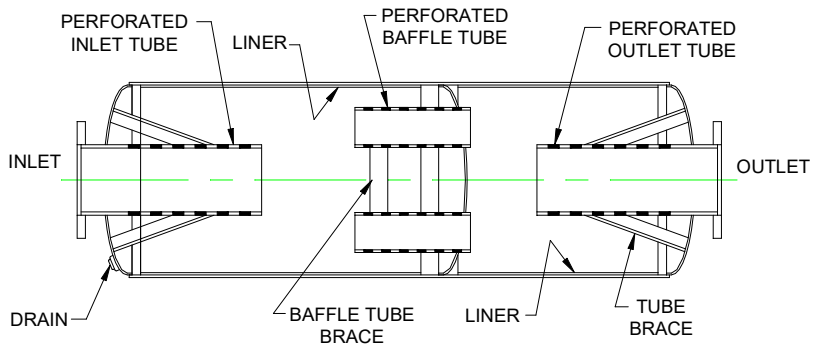 PERFORATED
INLET TUBE
LINER
PERFORATED
BAFFLE TUBE
PERFORATED
OUTLET TUBE
INLET
OUTLET
DRAIN
BAFFLE TUBE
BRACE
LINER
TUBE
BRACE